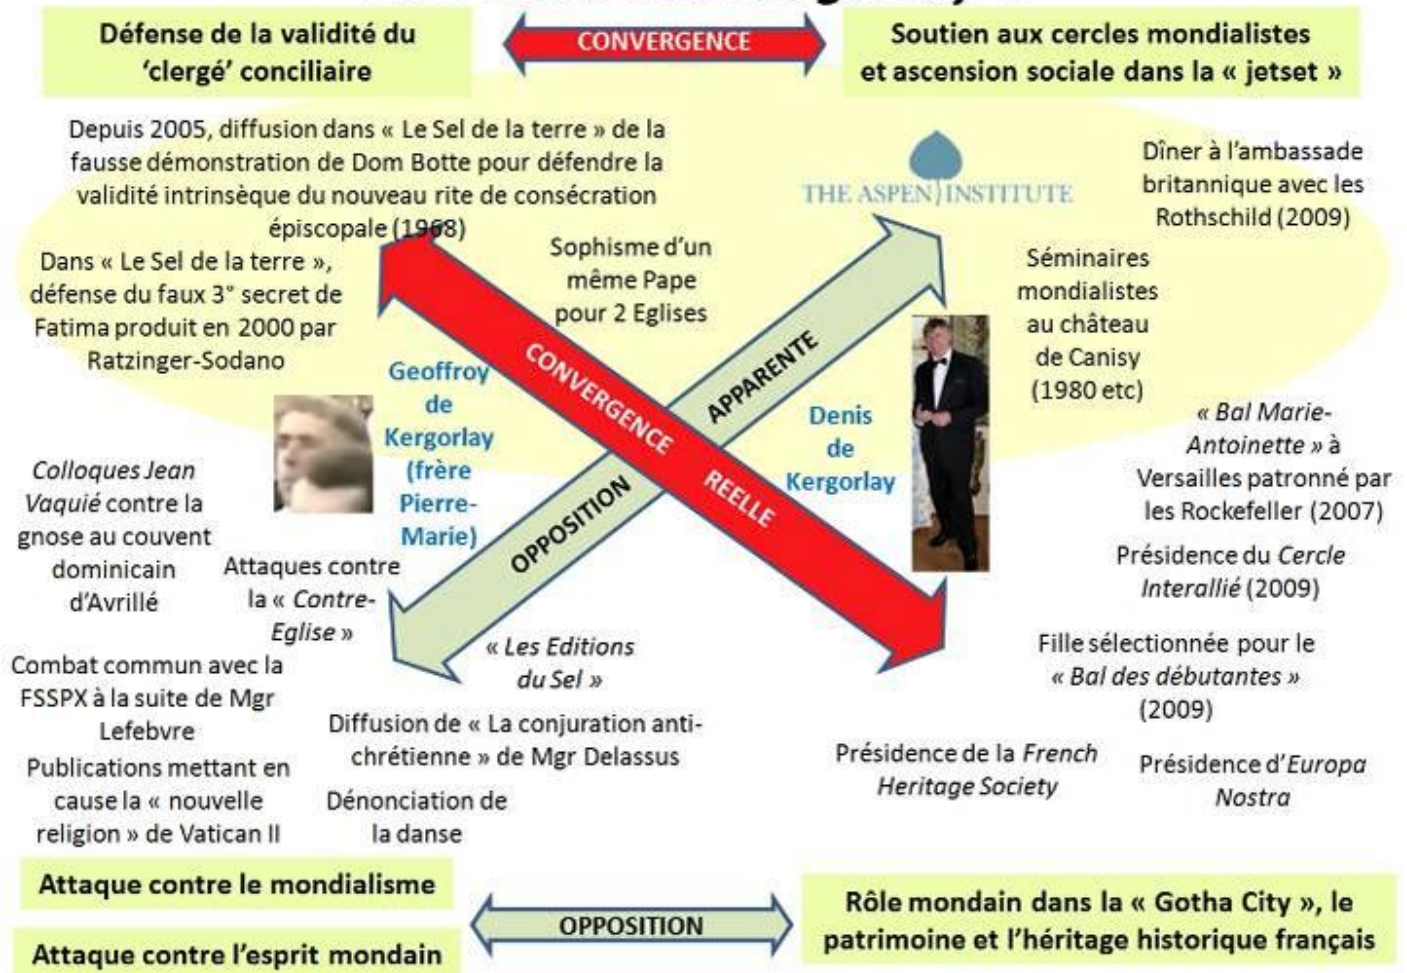 Défense de la validité du
‘clergé’ conciliaire
CONVERGENCE
Soutien aux cercles mondialistes
et ascension sociale dans la « jetset »
Depuis 2005, diffusion dans « Le Sel de la terre » de la
fausse démonstration de Dom Botte pour défendre la
validité intrinsèque du nouveau rite de consécration
épiscopale (1968)
Dans « Le Sel de la terre »,
défense du faux 3° secret de
Fatima produit en 2000 par
Ratzinger-Sodano
Sophisme d’un
même Pape
pour 2 Eglises
THE ASPEN INSTITUTE
Dîner à l’ambassade
britannique avec les
Rothschild (2009)
Séminaires
mondialistes
au château
de Canisy
(1980 etc)
Geoffroy
de
Kergorlay
(frère
Pierre-
Marie)
CONVERGENCE REELLE
OPPOSITION APPARENTE
Denis
de
Kergorlay
« Bal Marie-
Antoinette » à
Versailles patronné par
les Rockefeller (2007)
Présidence du Cercle
Interallié (2009)
Fille sélectionnée pour le
« Bal des débutantes »
(2009)
Présidence de la French
Heritage Society
Présidence d’Europa
Nostra
Colloques Jean
Vaquié contre la
gnose au couvent
dominicain
d’Avrillé
Attaques contre
la « Contre-
Eglise »
Combat commun avec la
FSSPX à la suite de Mgr
Lefebvre
« Les Editions
du Sel »
Diffusion de « La conjuration anti-
chrétienne » de Mgr Delassus
Publications mettant en
cause la « nouvelle
religion » de Vatican II
Dénonciation de
la danse
Attaque contre le mondialisme
Attaque contre l’esprit mondain
OPPOSITION
Rôle mondain dans la « Gotha City », le
patrimoine et l’héritage historique français